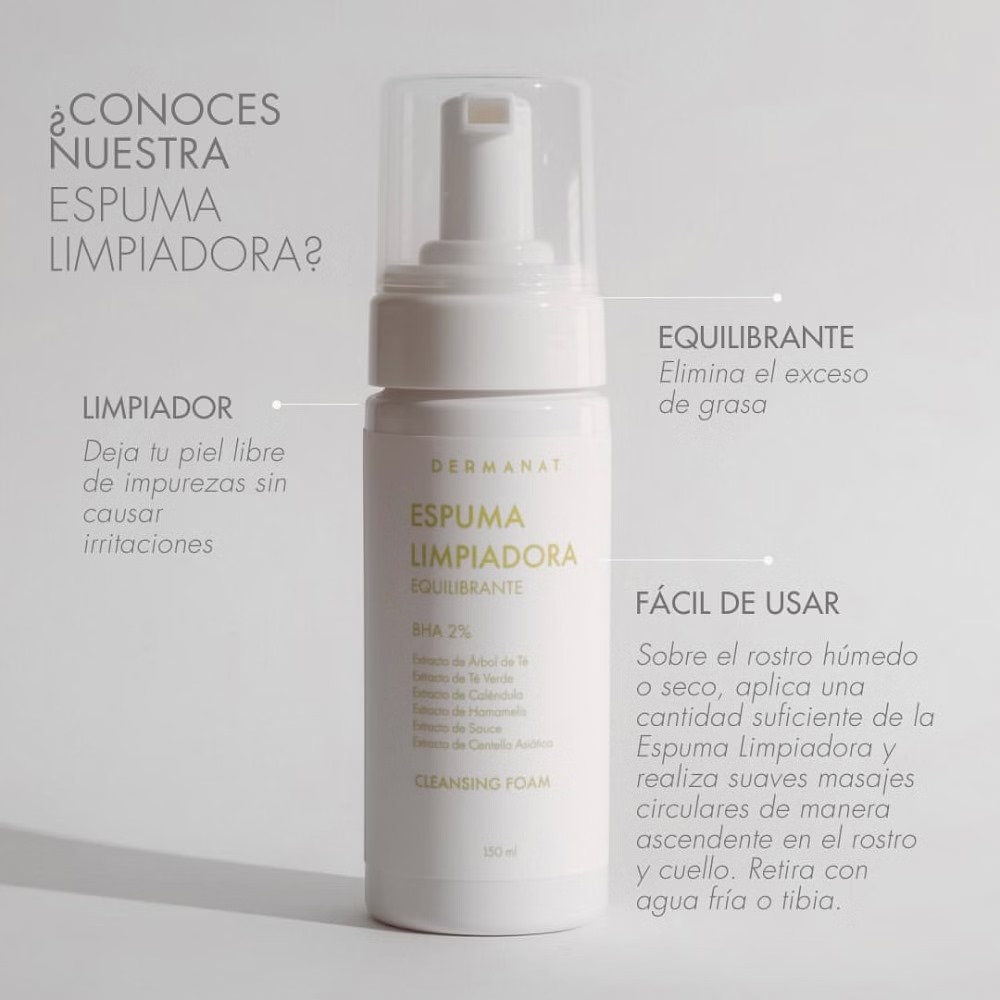 ¿CONOCES
NUESTRA
ESPUMA
LIMPIADORA?
EQUILIBRANTE
Elimina el exceso
de grasa
LIMPIADOR
Deja tu piel libre
de impurezas sin
causar
irritaciones
DERMANAT
ESPUMA
LIMPIADORA
EQUILIBRANTE
BHA 2%
Extracto de Árbol de Té
Extracto de Té Verde
Extracto de Caléndula
Extracto de Hamamelis
Extracto de Sauce
Extracto de Centella Asiática
CLEANSING FOAM
150 ml
FÁCIL DE USAR
Sobre el rostro húmedo
o seco, aplica una
cantidad suficiente de la
Espuma Limpiadora y
realiza suaves masajes
circulares de manera
ascendente en el rostro
y cuello. Retira con
agua fría o tibia.